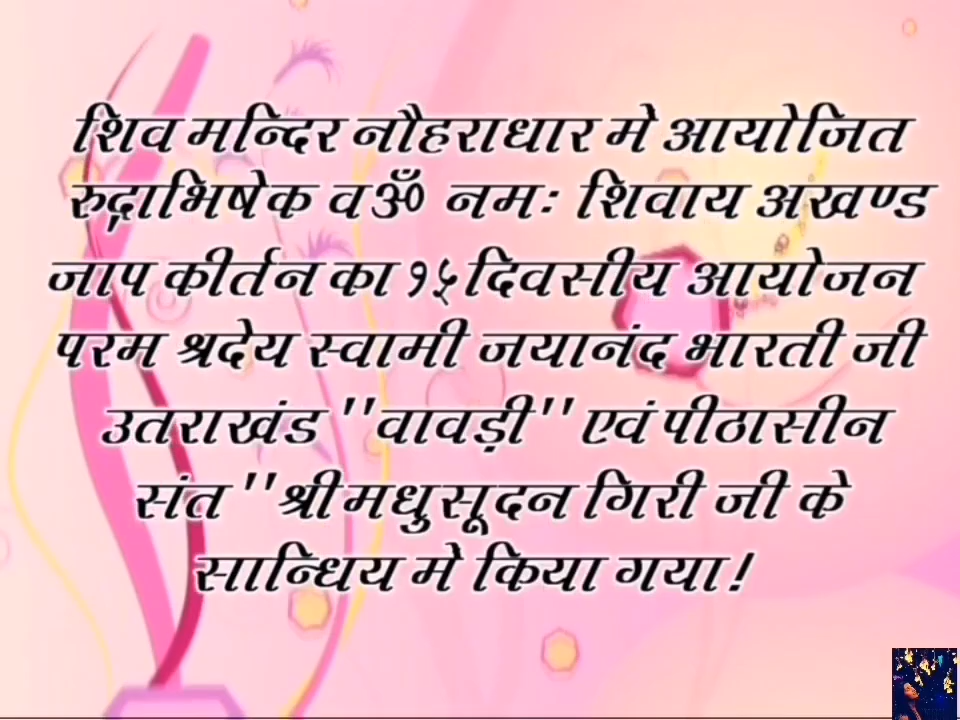 शिव मन्दिर नौहराधार मे आयोजित
रुद्राभिषेक व ॐ नमः शिवाय अखण्ड
जाप कीर्तन का १५ दिवसीय आयोजन
परम श्रदेय स्वामी जयानंद भारती जी
उतराखंड "वावड़ी" एवं पीठासीन
संत "श्री मधुसूदन गिरी जी के
सान्धिय मे किया गया!